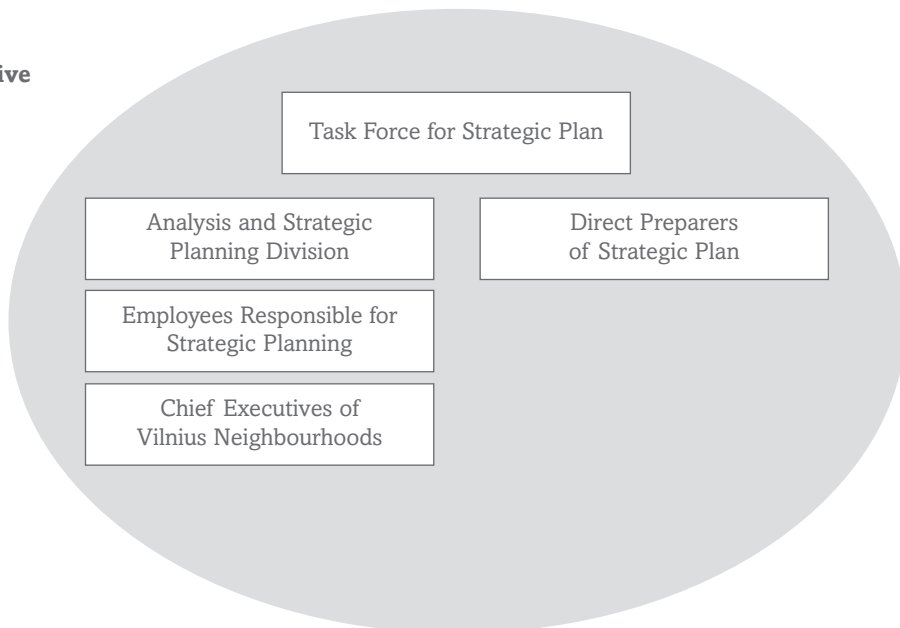 ive
Task Force for Strategic Plan
Analysis and Strategic
Planning Division
Direct Preparers
of Strategic Plan
Employees Responsible for
Strategic Planning
Chief Executives of
Vilnius Neighbourhoods